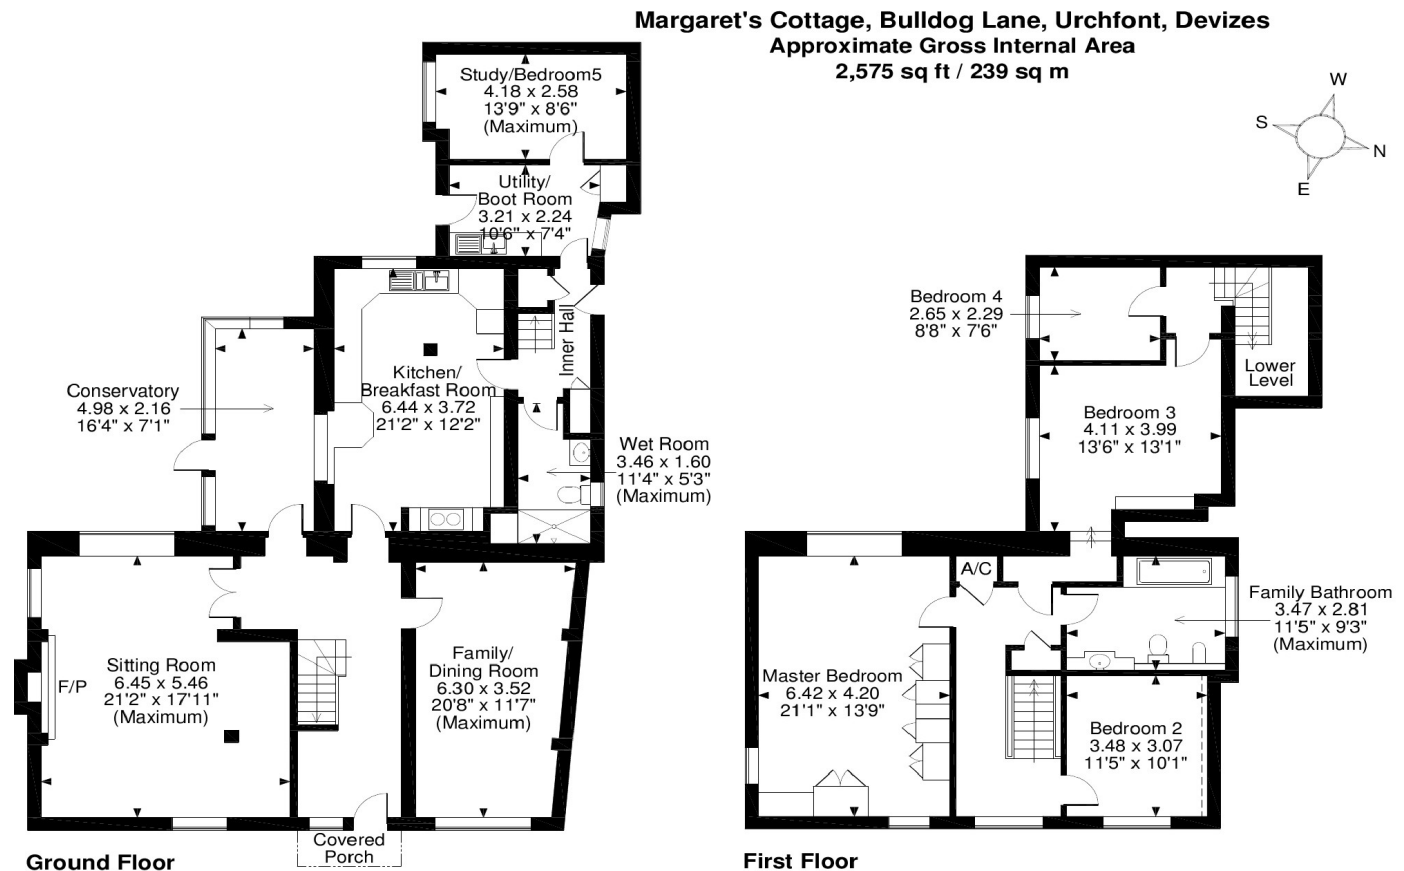 Margaret's Cottage, Bulldog Lane, Urchfont, Devizes
Approximate Gross Internal Area
2,575 sq ft / 239 sq m
W
S
N
E
Study/Bedroom5
4.18 x 2.58
13'9" x 8'6"
(Maximum)
Utility/
Boot Room
3.21 x 2.24
10'6" x 7'4"
Inner Hall
Kitchen/
Breakfast Room
6.44 x 3.72
21'2" x 12'2"
Conservatory
4.98 x 2.16
16'4" x 7'1"
Wet Room
3.46 x 1.60
11'4" x 5'3"
(Maximum)
Sitting Room
6.45 x 5.46
21'2" x 17'11"
(Maximum)
F/P
Family/
Dining Room
6.30 x 3.52
20'8" x 11'7"
(Maximum)
Covered
Porch
Ground Floor
Bedroom 4
2.65 x 2.29
8'8" x 7'6"
Lower
Level
Bedroom 3
4.11 x 3.99
13'6" x 13'1"
A/C
Family Bathroom
3.47 x 2.81
11'5" x 9'3"
(Maximum)
Master Bedroom
6.42 x 4.20
21'1" x 13'9"
Bedroom 2
3.48 x 3.07
11'5" x 10'1"
First Floor